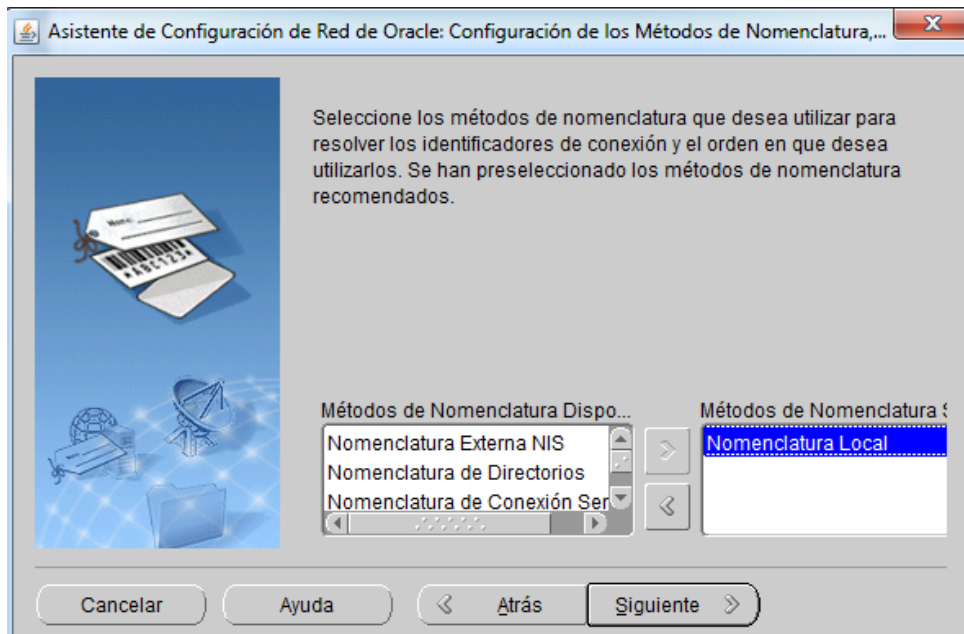 Asistente de Configuración de Red de Oracle: Configuración de los Métodos de Nomenclatura,...
Seleccione los métodos de nomenclatura que desea utilizar para
resolver los identificadores de conexión y el orden en que desea
utilizarlos. Se han preseleccionado los métodos de nomenclatura
recomendados.
Name:
*ABC123*
Métodos de Nomenclatura Dispo...
Métodos de Nomenclatura S
Nomenclatura Externa NIS
Nomenclatura de Directorios
Nomenclatura de Conexión Ser
Nomenclatura Local
Cancelar
Ayuda
Atrás
Siguiente